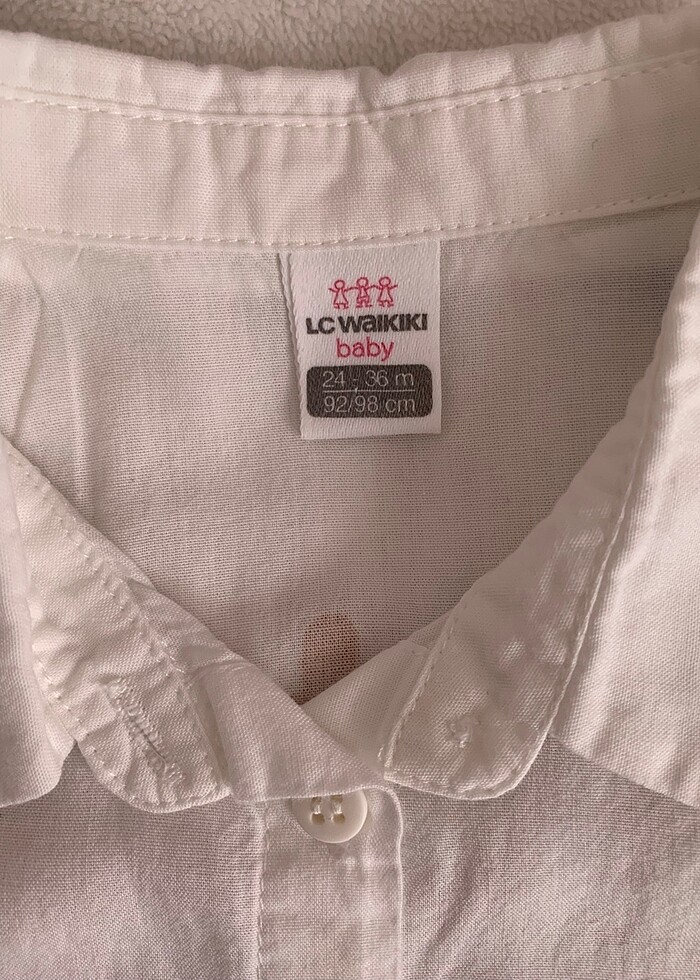 LC WAIKIKI
baby
24 - 36 m
92/98 cm